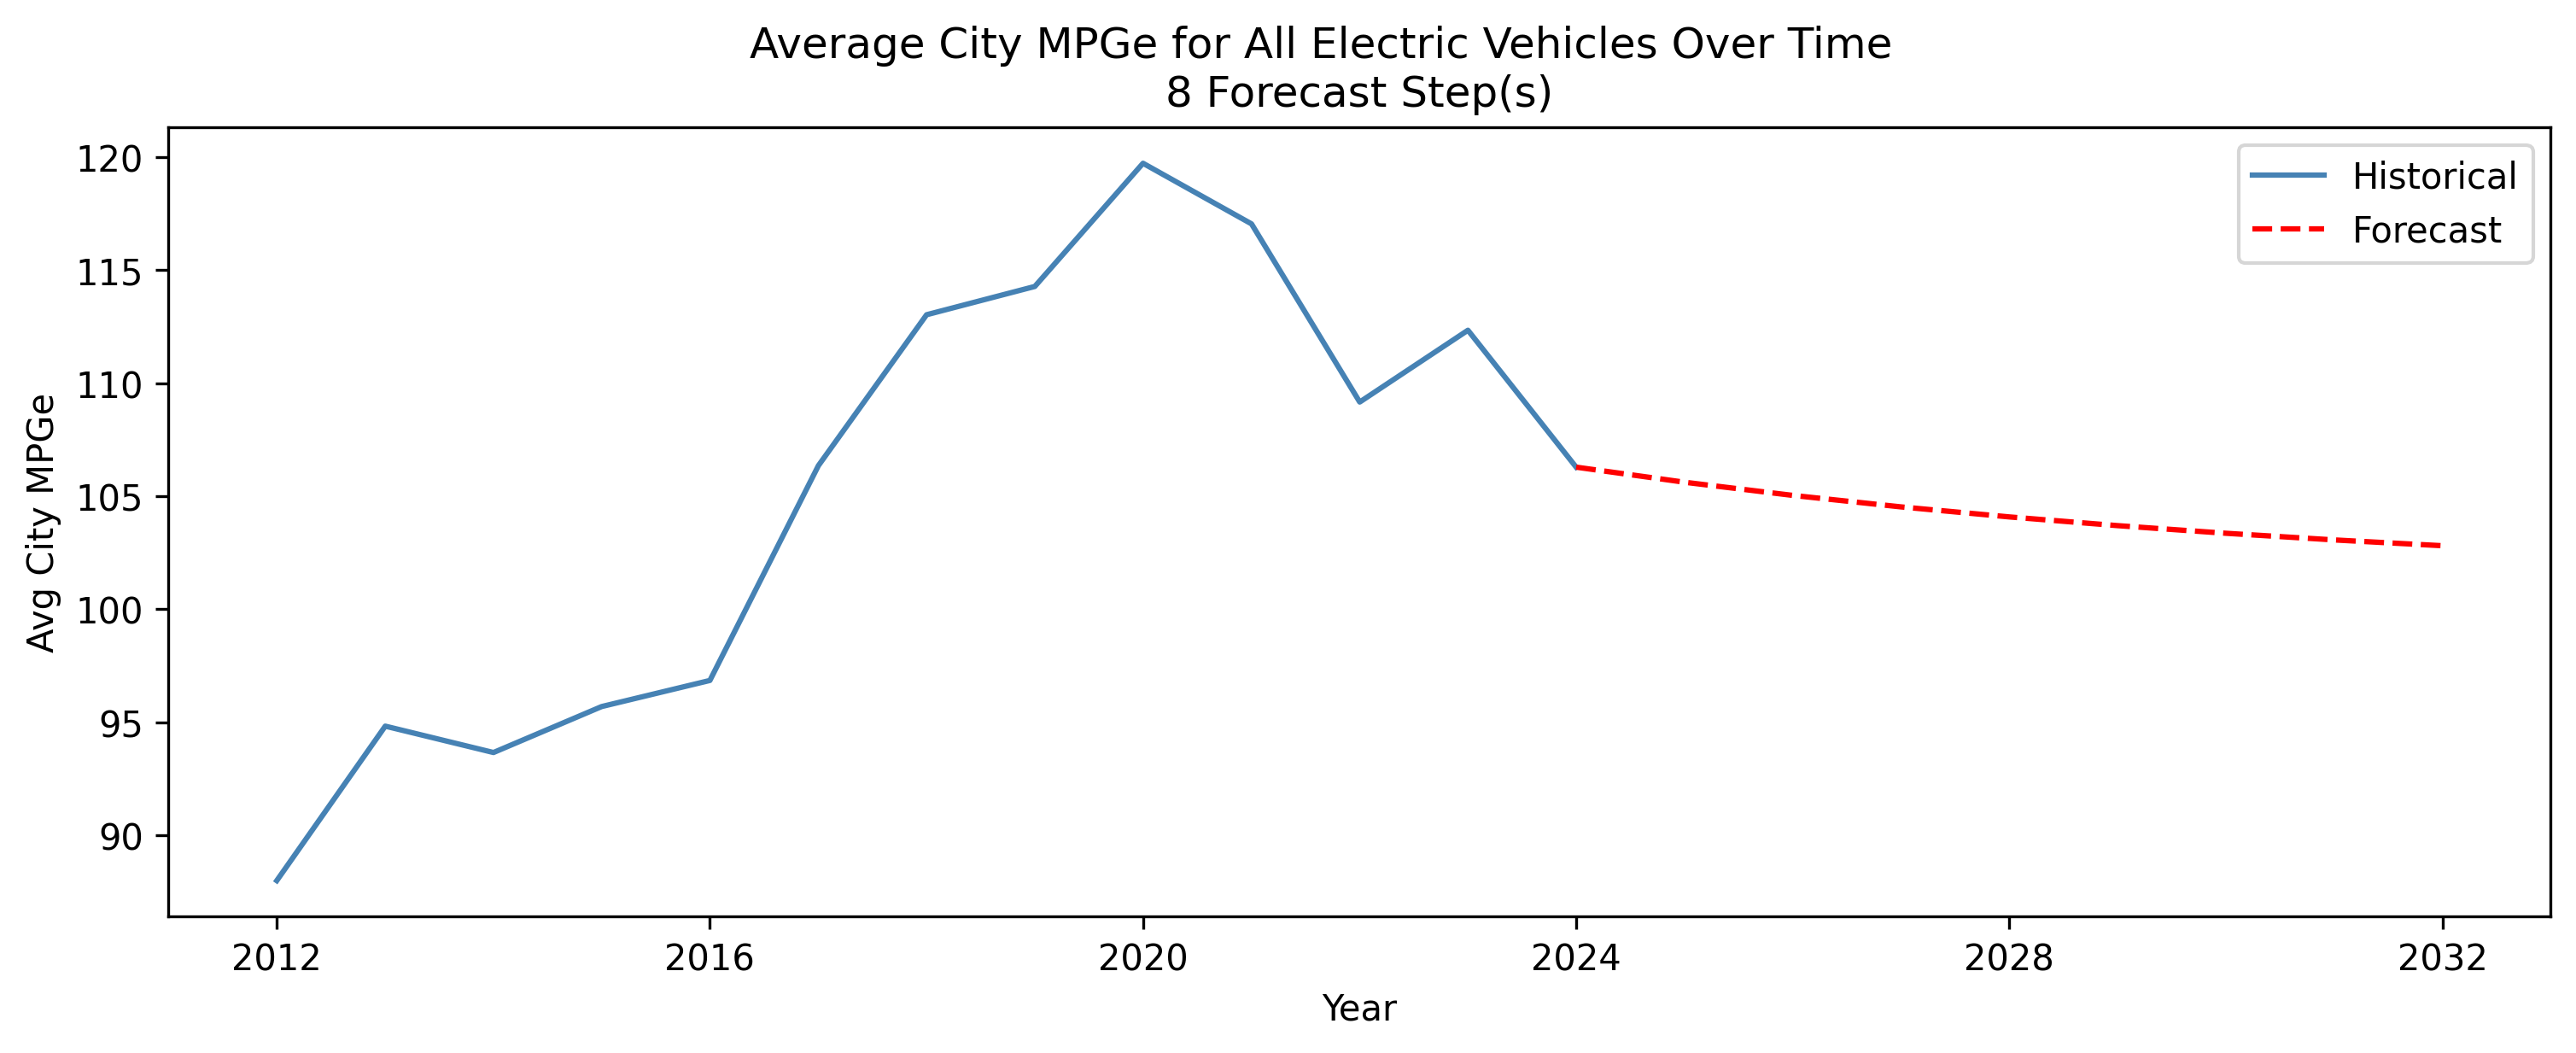 Average City MPGe for All Electric Vehicles Over Time
8 Forecast Step(s)
Historical
Forecast
Avg City MPGe
120
115
110
105
100
95
90
2012
2016
2020
2024
2028
2032
Year